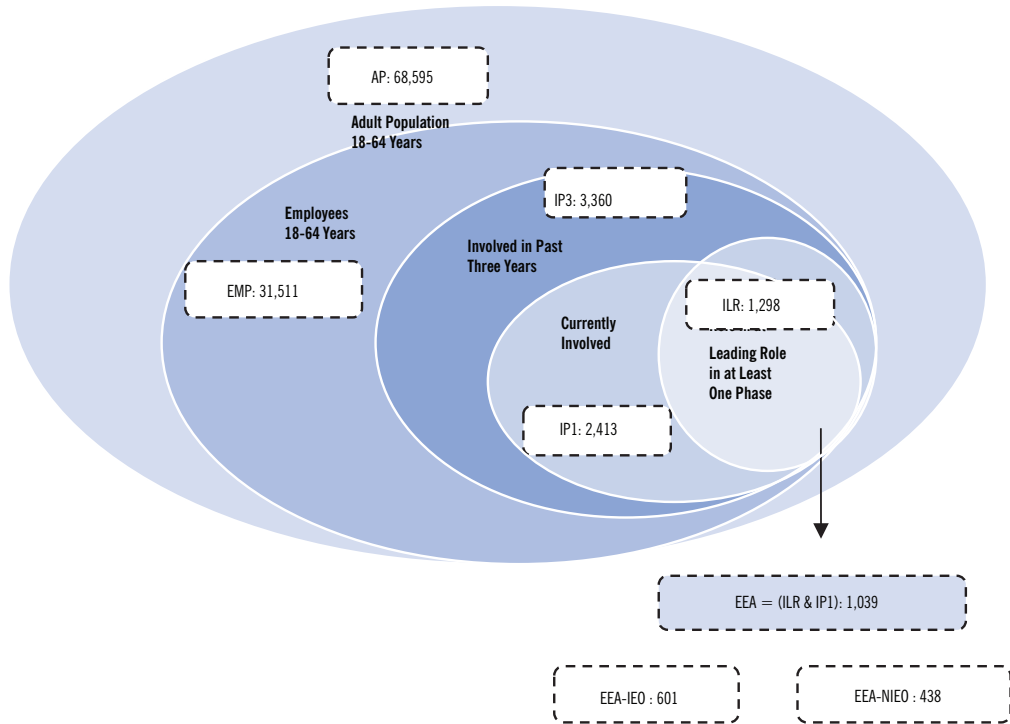 AP: 68,595
Adult Population
18-64 Years
IP3: 3,360
Employees
18-64 Years
Involved in Past
Three Years
EMP: 31,511
ILR: 1,298
Currently
Involved
Leading Role
in at Least
One Phase
IP1: 2,413
EEA = (ILR & IP1): 1,039
EEA-IEO : 601
EEA-NIEO : 438